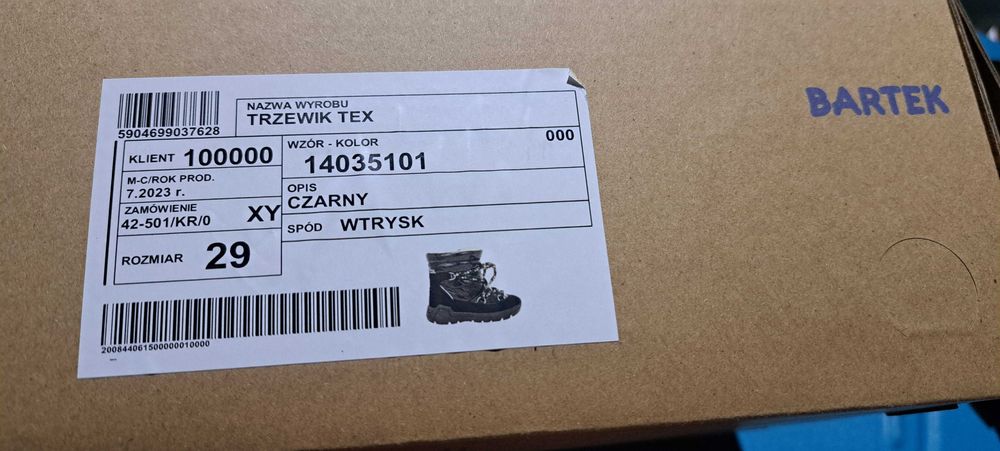 BARTEK
5904699037628
NAZWA WYROBU
TRZEWIK TEX
KLIENT 100000
WZÓR - KOLOR 000
14035101
M-C/ROK PROD.
7.2023 r.
OPIS
CZARNY
ZAMÓWIENIE
42-501/KR/0 XY
SPÓD WTRYSK
ROZMIAR 29
200844061500000010000